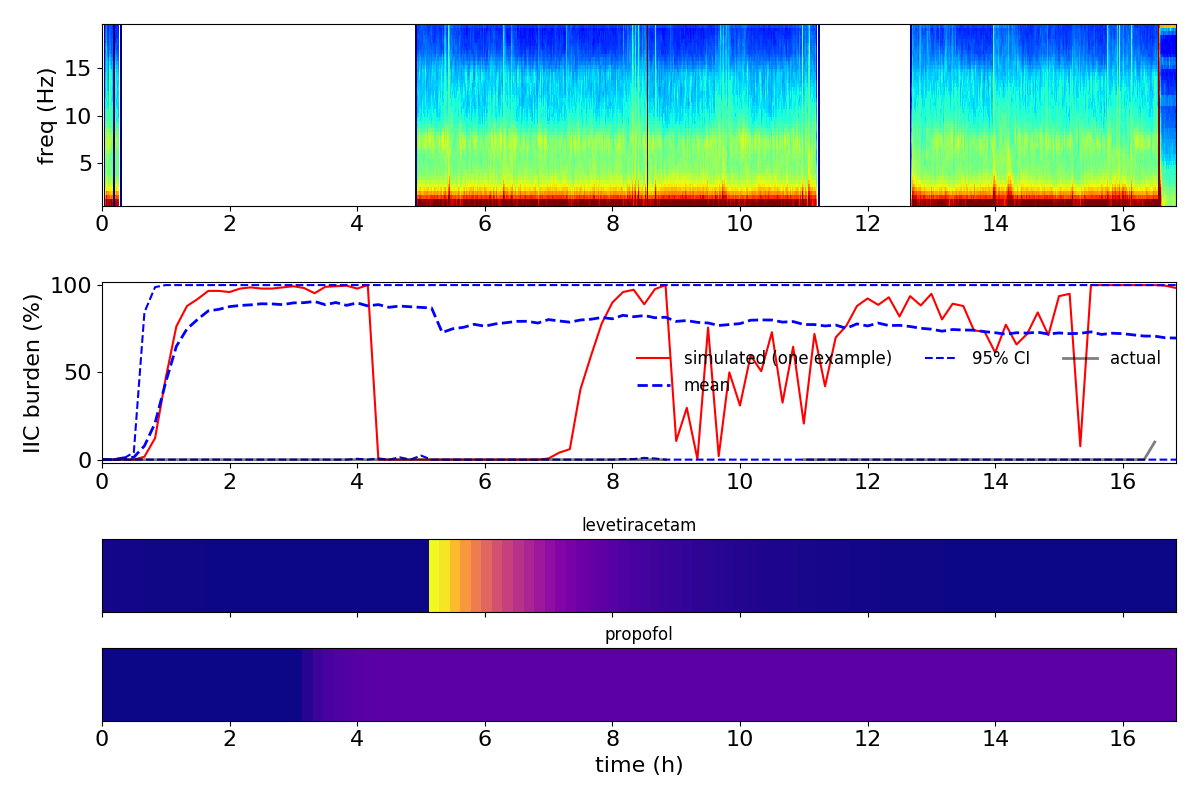 freq (Hz)
15
10
5
0 2 4 6 8 10 12 14 16
IIC burden (%)
100
50
0
simulated (one example) 95% CI actual
mean
0 2 4 6 8 10 12 14 16
levetiracetam
propofol
0 2 4 6 8 10 12 14 16
time (h)